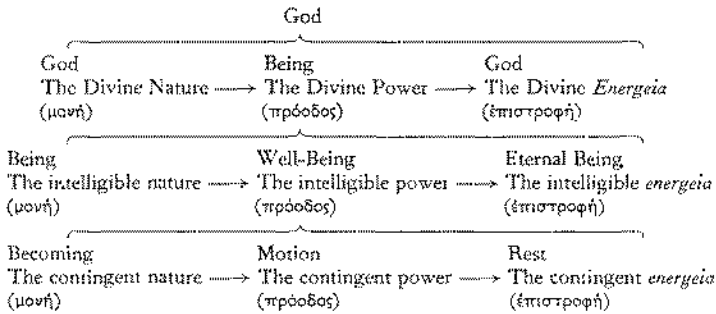 God
God Being God
The Divine Nature → The Divine Power → The Divine Energeia
(μονή) (πρόοδος) (ἐπιστροφή)
Being Well-Being Eternal Being
The intelligible nature → The intelligible power → The intelligible energeia
(μονή) (πρόοδος) (ἐπιστροφή)
Becoming Motion Rest
The contingent nature → The contingent power → The contingent energeia
(μονή) (πρόοδος) (ἐπιστροφή)